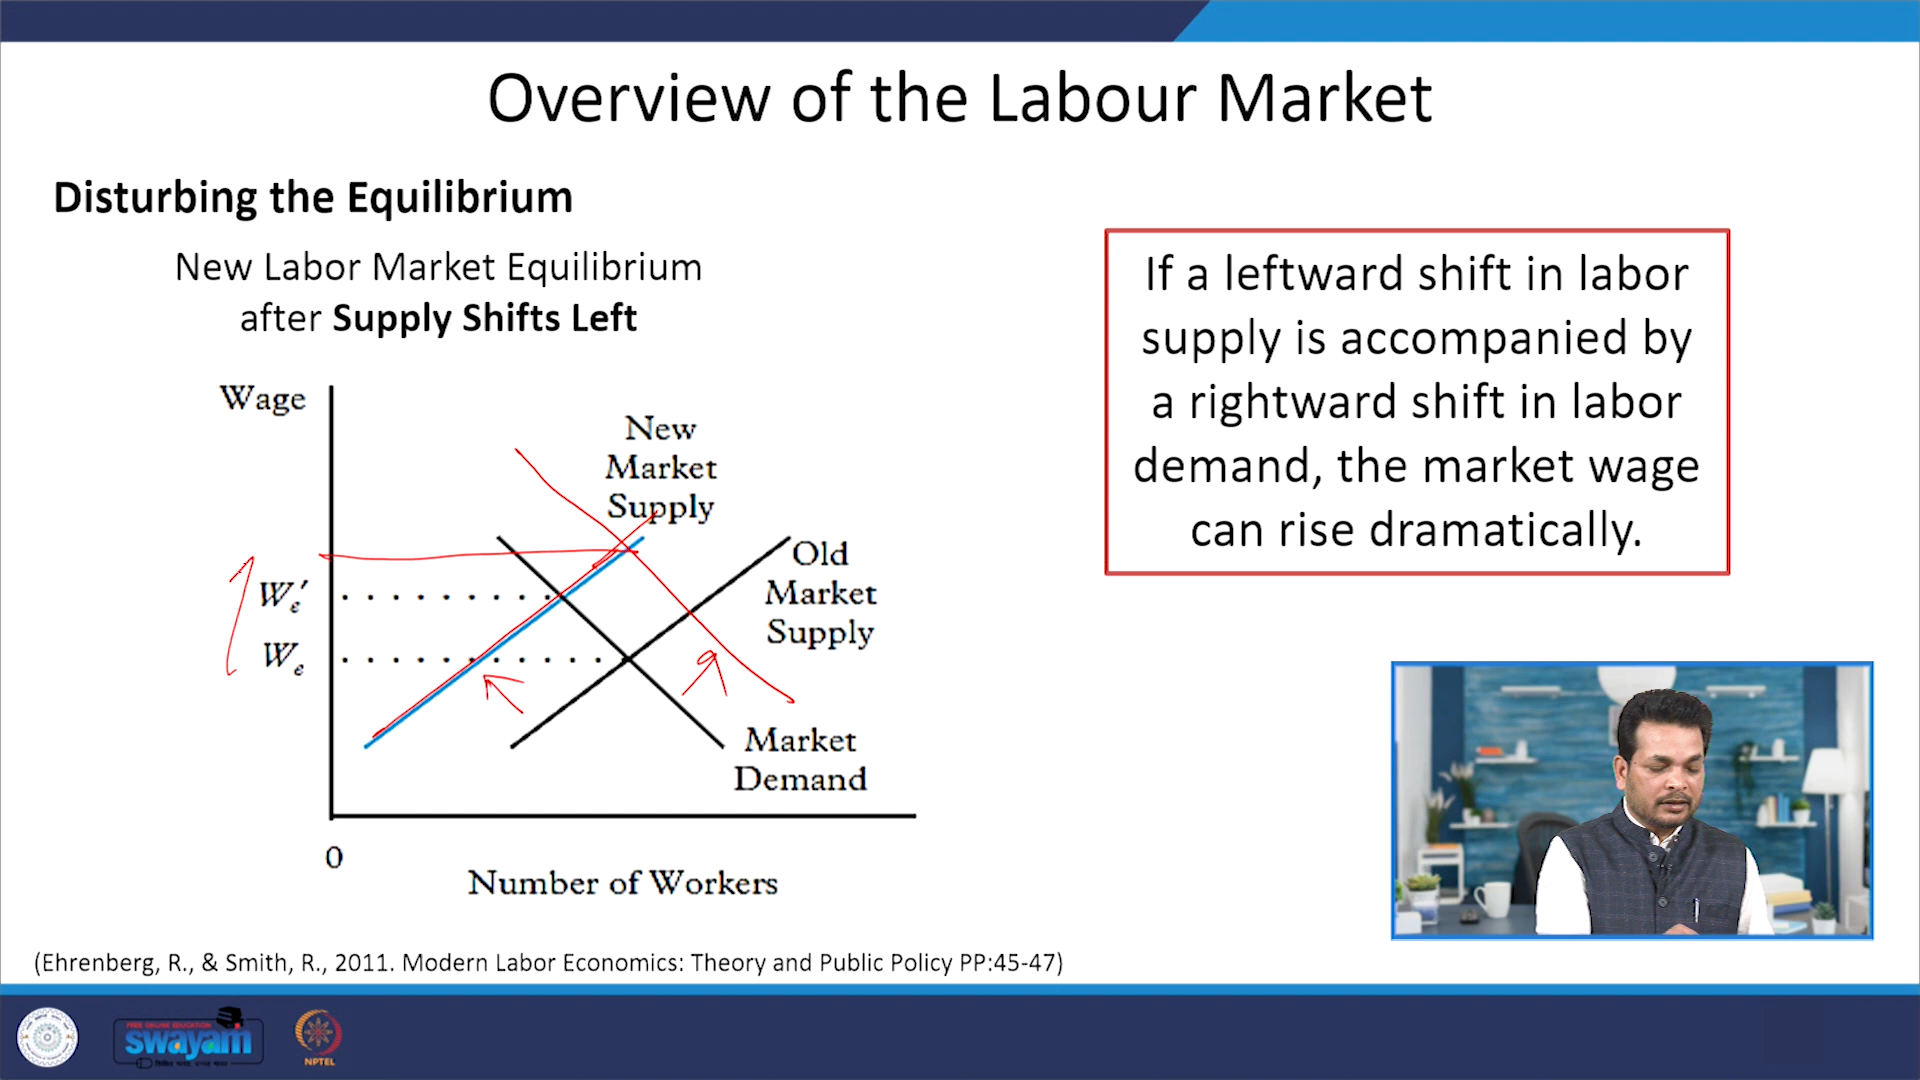 Overview of the Labour Market
Disturbing the Equilibrium
New Labor Market Equilibrium
after Supply Shifts Left
Wage
New
Market
Supply
Old
Market
Supply
W′e
We
Market
Demand
0
Number of Workers
If a leftward shift in labor
supply is accompanied by
a rightward shift in labor
demand, the market wage
can rise dramatically.
(Ehrenberg, R., & Smith, R., 2011. Modern Labor Economics: Theory and Public Policy PP:45-47)
FREE ONLINE EDUCATION
swayam
NPTEL